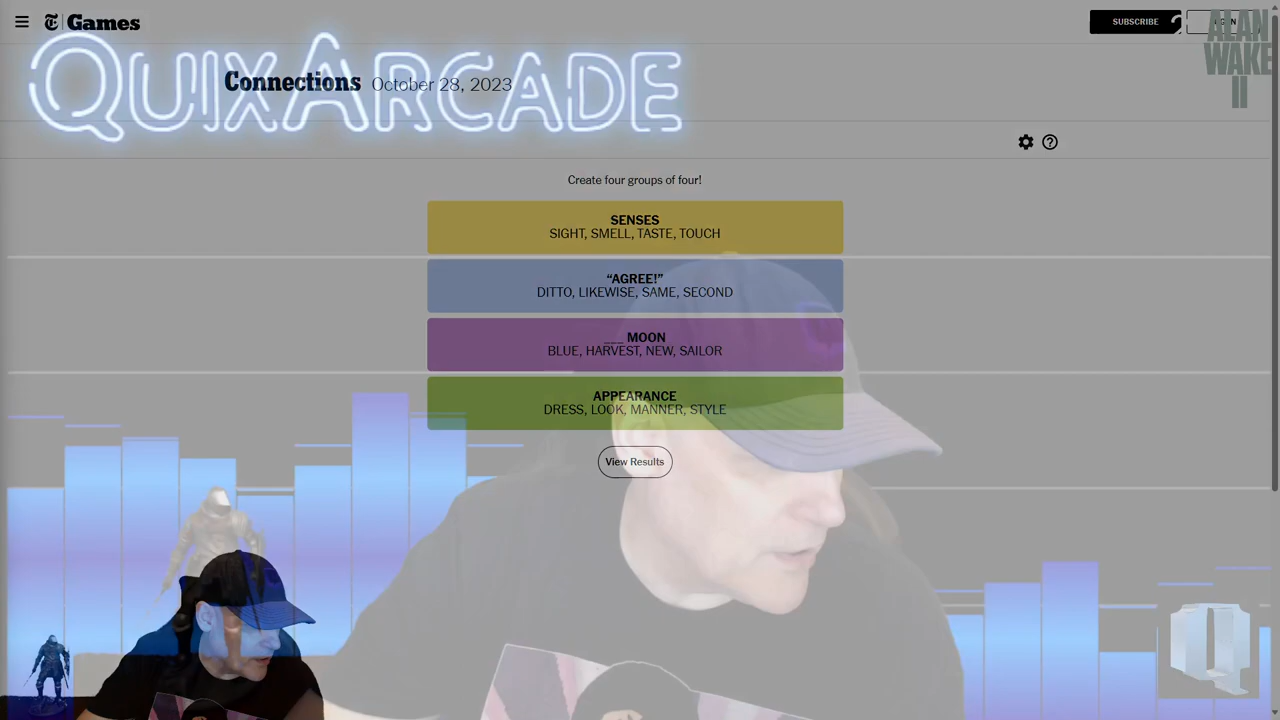 Games
SUBSCRIBE
QUIXARCADE
Connections October 28, 2023
ALAN
WAKE
II
Create four groups of four!
SENSES
SIGHT, SMELL, TASTE, TOUCH
“AGREE!”
DITTO, LIKEWISE, SAME, SECOND
___ MOON
BLUE, HARVEST, NEW, SAILOR
APPEARANCE
DRESS, LOOK, MANNER, STYLE
View Results
Q